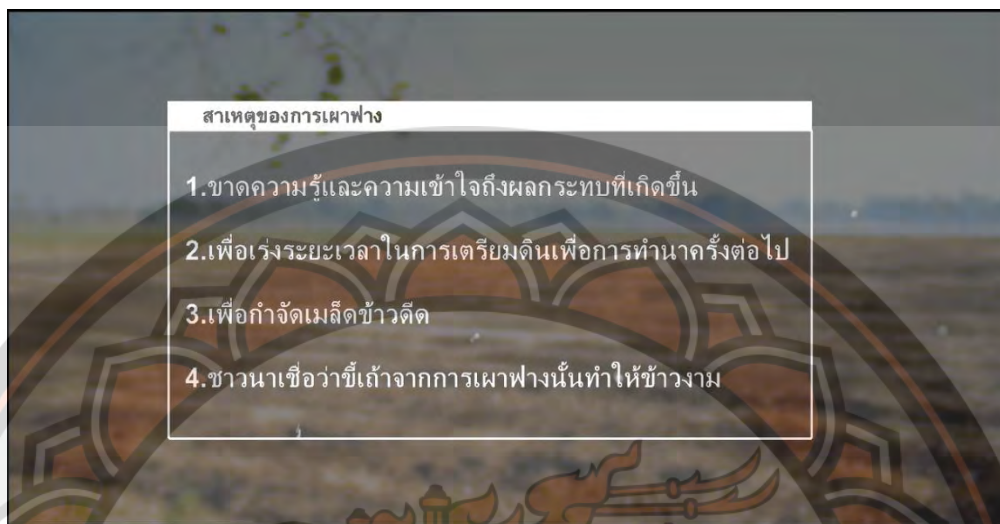 สาเหตุของการเผาฟาง
1.ขาดความรู้และความเข้าใจถึงผลกระทบที่เกิดขึ้น
2.เพื่อเร่งระยะเวลาในการเตรียมดินเพื่อการทำนาครั้งต่อไป
3.เพื่อกำจัดเมล็ดข้าวดีด
4.ชาวนาเชื่อว่าขี้เถ้าจากการเผาฟางนั้นทำให้ข้าวงาม